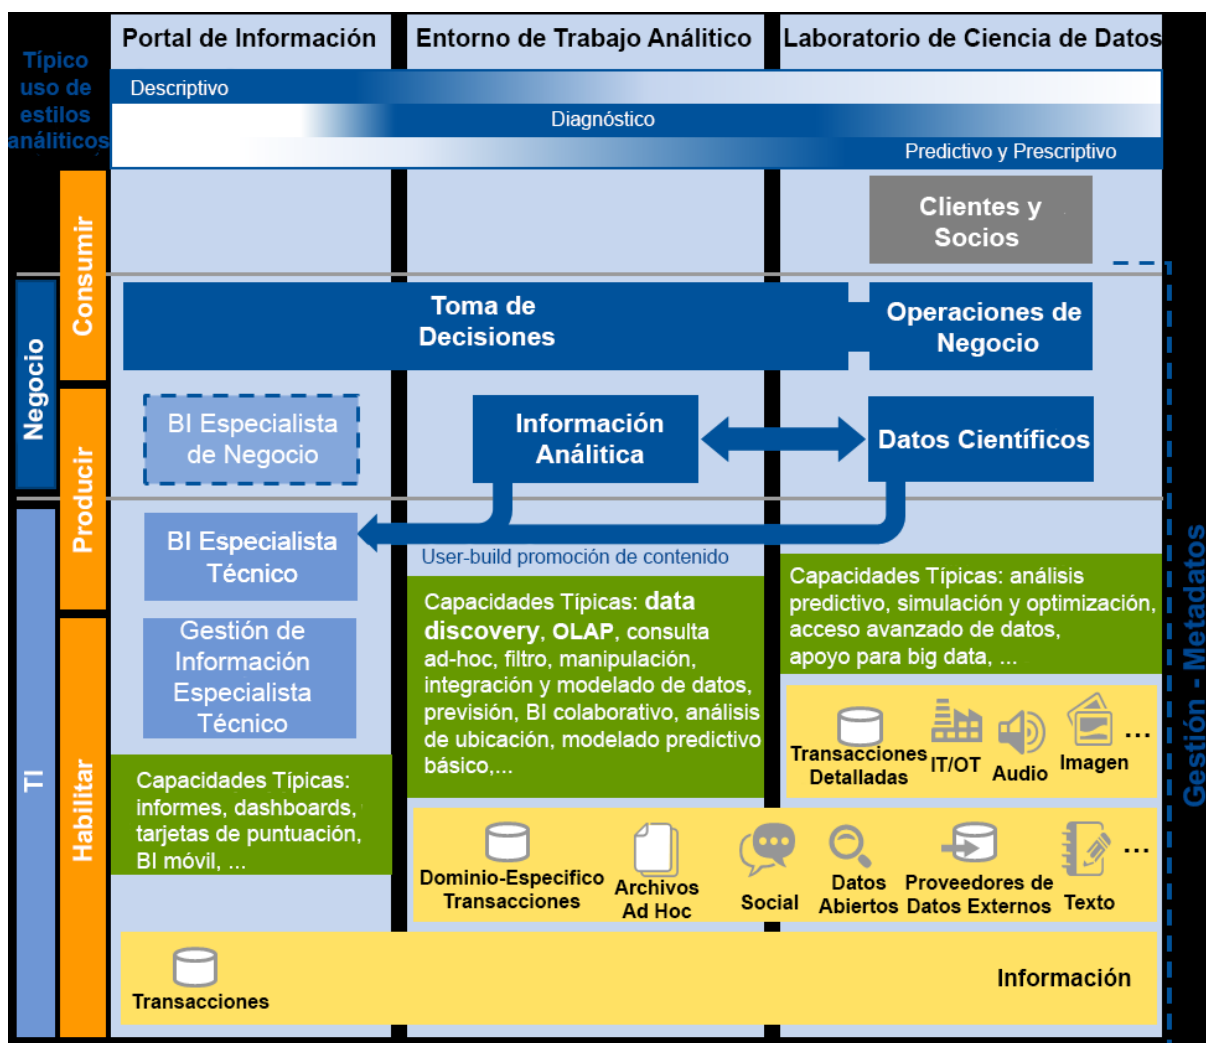 Portal de Información
Entorno de Trabajo Análitico
Laboratorio de Ciencia de Datos
Típico
uso de
estilos
análiticos
Descriptivo
Diagnóstico
Predictivo y Prescriptivo
Consumir
Clientes y
Socios
Negocio
Toma de
Decisiones
Operaciones de
Negocio
Producir
BI Especialista
de Negocio
Información
Análitica
Datos Científicos
TI
BI Especialista
Técnico
User-build promoción de contenido
Habilitar
Gestión de
Información
Especialista
Técnico
Capacidades Típicas:
informes, dashboards,
tarjetas de puntuación,
BI móvil, ...
Capacidades Típicas: data
discovery, OLAP, consulta
ad-hoc, filtro, manipulación,
integración y modelado de datos,
previsión, BI colaborativo, análisis
de ubicación, modelado predictivo
básico,...
Capacidades Típicas: análisis
predictivo, simulación y optimización,
acceso avanzado de datos,
apoyo para big data, ...
Transacciones
Detalladas
IT/OT
Audio
Imagen
...
Dominio-Especifico
Transacciones
Archivos
Ad Hoc
Social
Datos
Abiertos
Proveedores de
Datos Externos
Texto
...
Transacciones
Información
Gestión - Metadatos